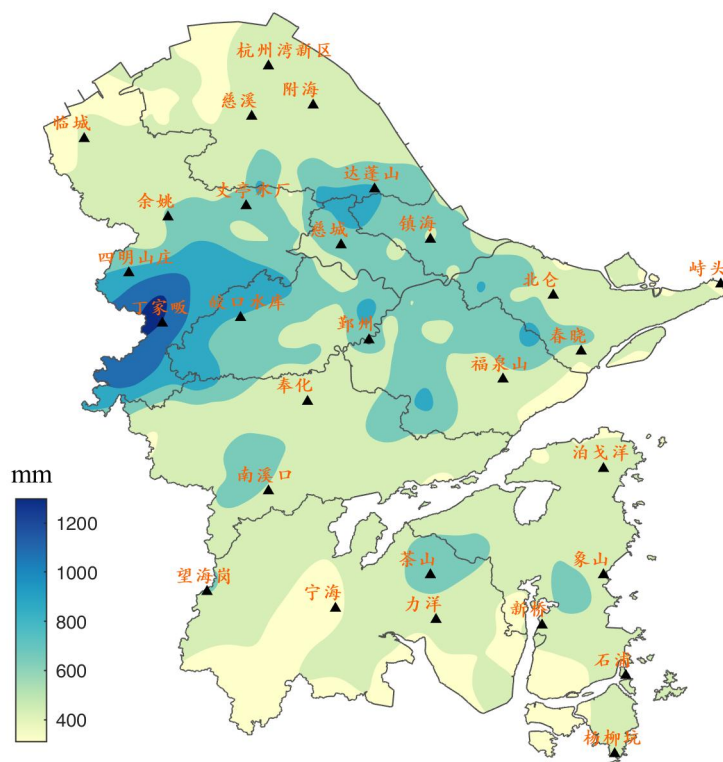 杭州湾新区
附海
慈溪
临城
达蓬山
丈亭水厂
余姚
镇海
慈城
四明山庄
北仑
峙头
丁家畈
皎口水库
鄞州
春晓
福泉山
奉化
泊戈洋
南溪口
mm
1200
1000
800
600
400
望海岗
茶山
象山
宁海
力洋
新桥
石浦
杨柳坑